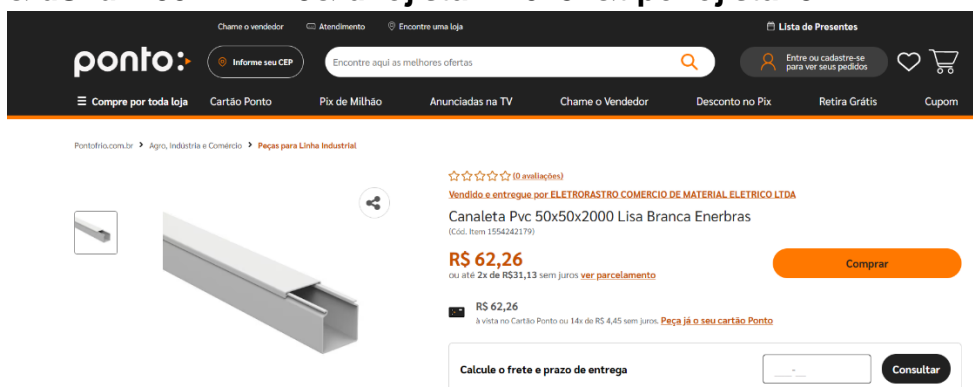 Chame o vendedor Atendimento Encontre uma loja Lista de Presentes
ponto:> Informe seu CEP Encontre aqui as melhores ofertas Entre ou cadastre-se
para ver seus pedidos
Compre por toda loja Cartão Ponto Pix de Milhão Anunciadas na TV Chame o Vendedor Desconto no Pix Retira Grátis Cupom
Pontofrio.com.br > Agro, Indústria e Comércio > Peças para Linha Industrial
(0 avaliações)
Vendido e entregue por ELETRORASTRO COMERCIO DE MATERIAL ELETRICO LTDA
Canaleta Pvc 50x50x2000 Lisa Branca Enerbras
(Cód. Item 1554242179)
R$ 62,26 Comprar
ou até 2x de R$31,13 sem juros ver parcelamento
R$ 62,26
à vista no Cartão Ponto ou 14x de R$ 4,45 sem juros. Peça já o seu cartão Ponto
Calcule o frete e prazo de entrega Consultar